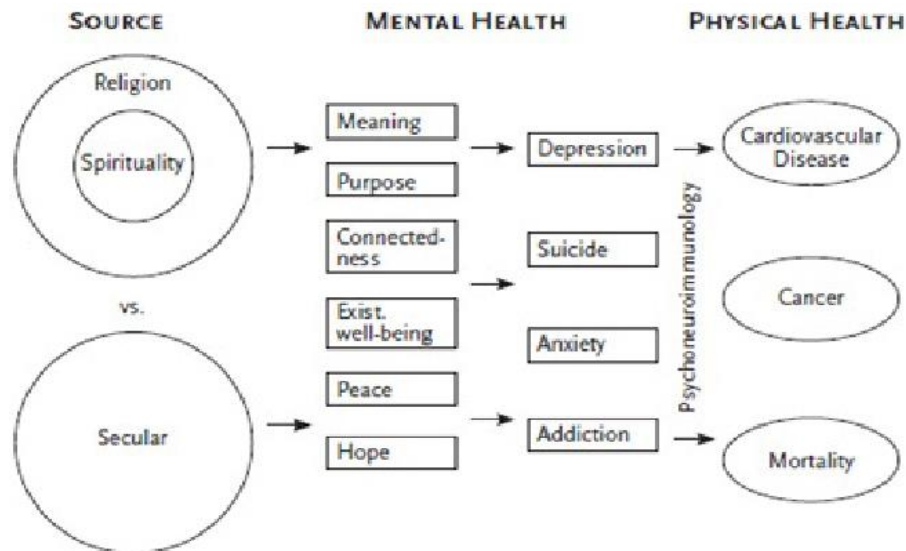 SOURCE
MENTAL HEALTH
PHYSICAL HEALTH
Religion
Spirituality
vs.
Secular
Meaning
Purpose
Connected-
ness
Exist.
well-being
Peace
Hope
Depression
Suicide
Anxiety
Addiction
Psychoneuroimmunology
Cardiovascular
Disease
Cancer
Mortality